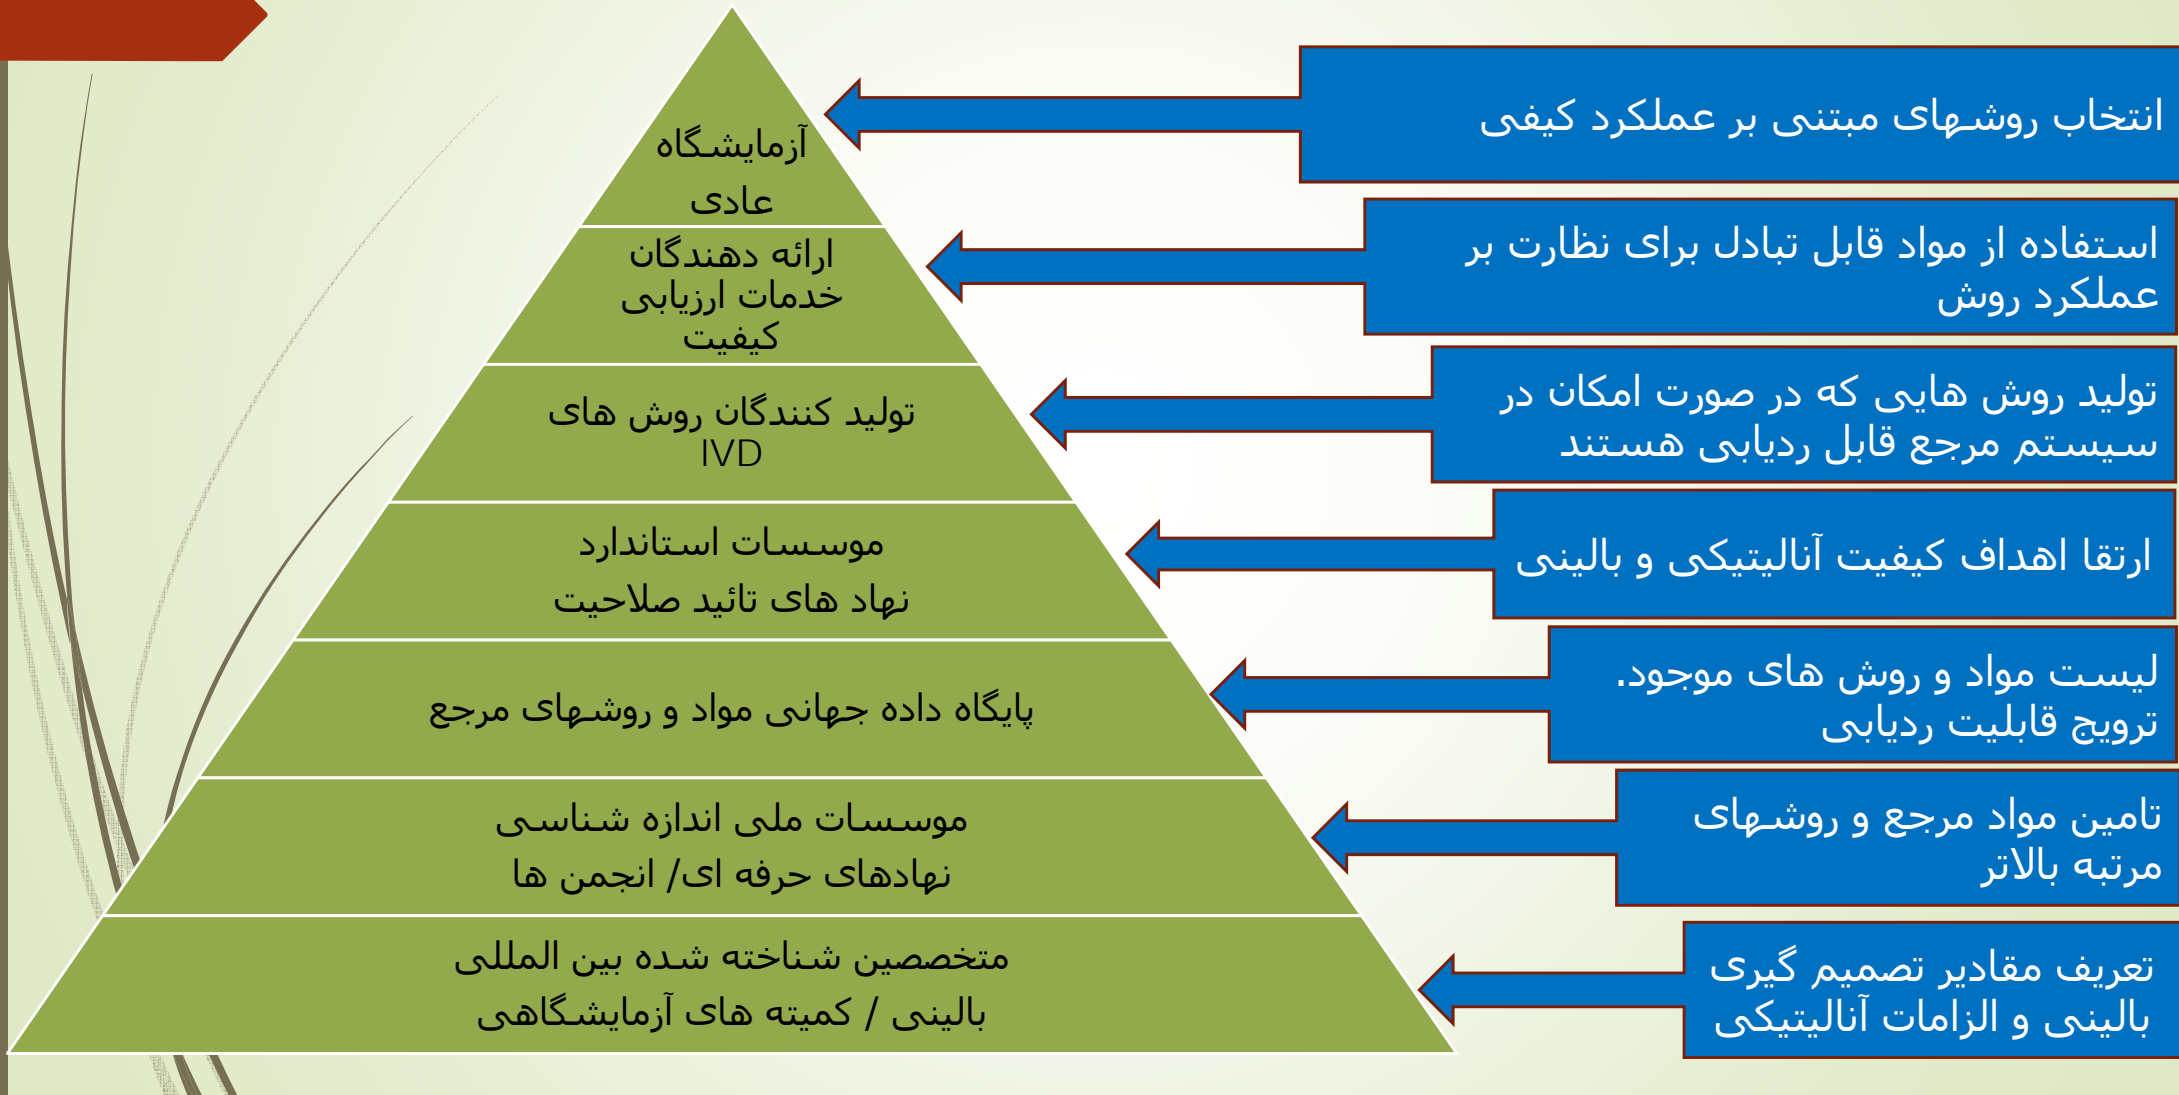 آزمایشگاه
عادی
انتخاب روشهای مبتنی بر عملکرد کیفی
ارائه دهندگان
خدمات ارزیابی
کیفیت
استفاده از مواد قابل تبادل برای نظارت بر
عملکرد روش
تولید کنندگان روش های
IVD
تولید روش هایی که در صورت امکان در
سیستم مرجع قابل ردیابی هستند
موسسات استاندارد
نهاد های تائید صلاحیت
ارتقا اهداف کیفیت آنالیتیکی و بالینی
پایگاه داده جهانی مواد و روشهای مرجع
لیست مواد و روش های موجود.
ترویج قابلیت ردیابی
موسسات ملی اندازه شناسی
نهادهای حرفه ای/ انجمن ها
تامین مواد مرجع و روشهای
مرتبه بالاتر
متخصصین شناخته شده بین المللی
بالینی / کمیته های آزمایشگاهی
تعریف مقادیر تصمیم گیری
بالینی و الزامات آنالیتیکی